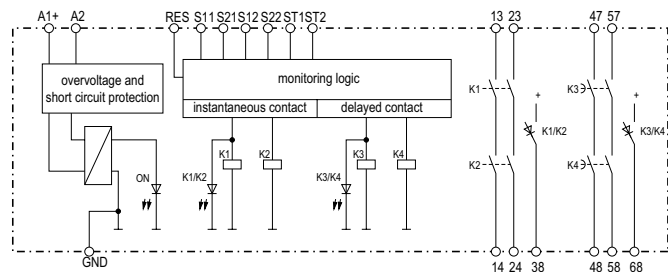 A1+ A2 RES S11 S21 S12 S22 ST1 ST2 13 23 47 57
overvoltage and
short circuit protection
monitoring logic
instantaneous contact delayed contact
K1 K2 K3 K4
ON K1/K2 K3/K4
K1 + K3 +
K1/K2 K3/K4
K2 K4
GND 14 24 38 48 58 68